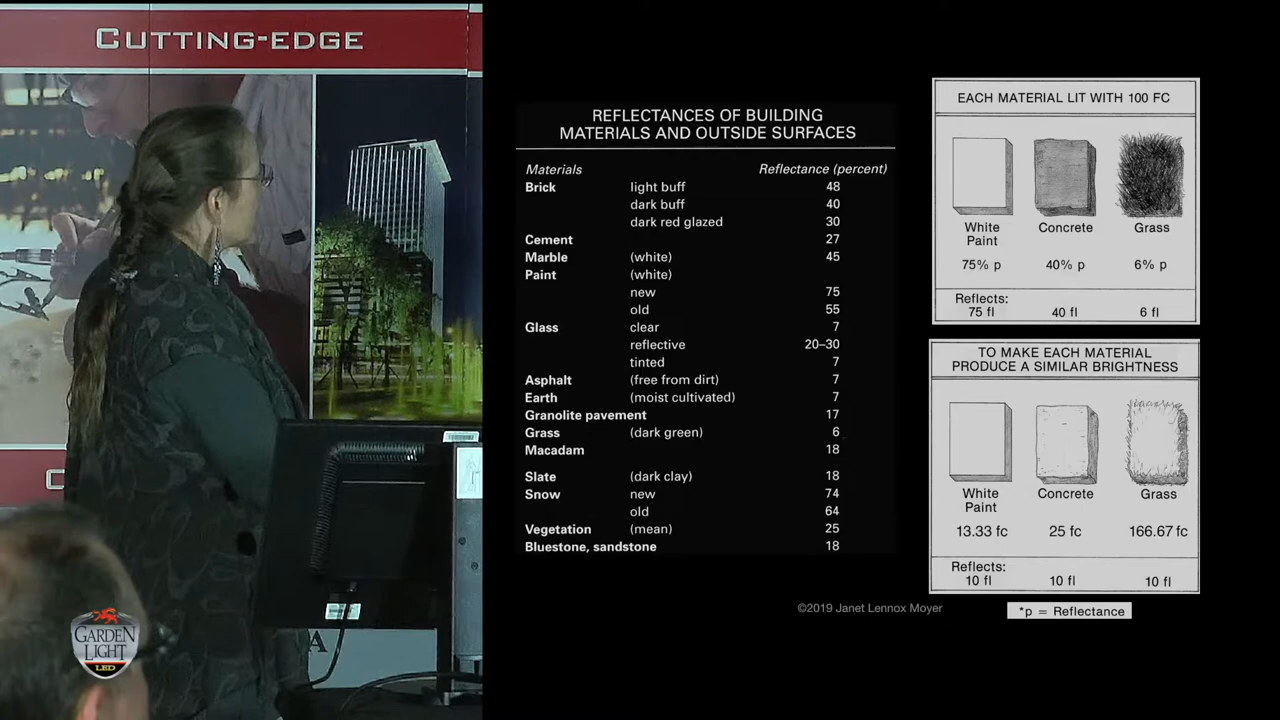 CUTTING-EDGE
REFLECTANCES OF BUILDING
MATERIALS AND OUTSIDE SURFACES
Materials Reflectance (percent)
Brick light buff 48
dark buff 40
dark red glazed 30
Cement 27
Marble (white) 45
Paint (white)
new 75
old 55
Glass clear 7
reflective 20–30
tinted 7
Asphalt (free from dirt) 7
Earth (moist cultivated) 7
Granolite pavement 17
Grass (dark green) 6
Macadam 18
Slate (dark clay) 18
Snow new 74
old 64
Vegetation (mean) 25
Bluestone, sandstone 18
EACH MATERIAL LIT WITH 100 FC
White Concrete Grass
Paint
75% p 40% p 6% p
Reflects:
75 fl 40 fl 6 fl
TO MAKE EACH MATERIAL
PRODUCE A SIMILAR BRIGHTNESS
White Concrete Grass
Paint
13.33 fc 25 fc 166.67 fc
Reflects:
10 fl 10 fl 10 fl
©2019 Janet Lennox Moyer
*p = Reflectance
GARDEN
LIGHT
LED